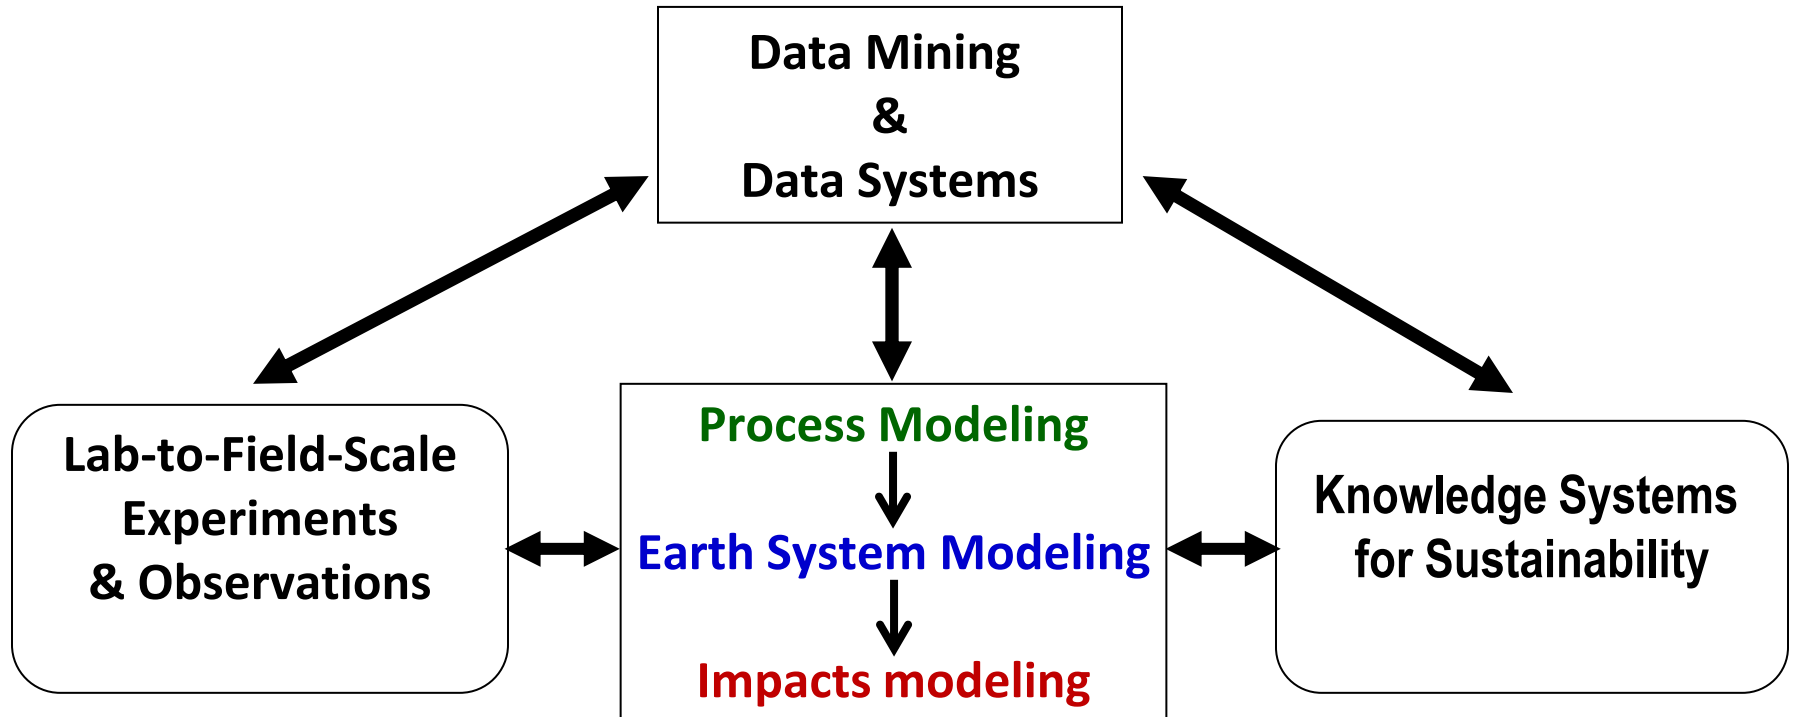 Data Mining
&
Data Systems
Lab-to-Field-Scale
Experiments
& Observations
Process Modeling
Earth System Modeling
Impacts modeling
Knowledge Systems
for Sustainability